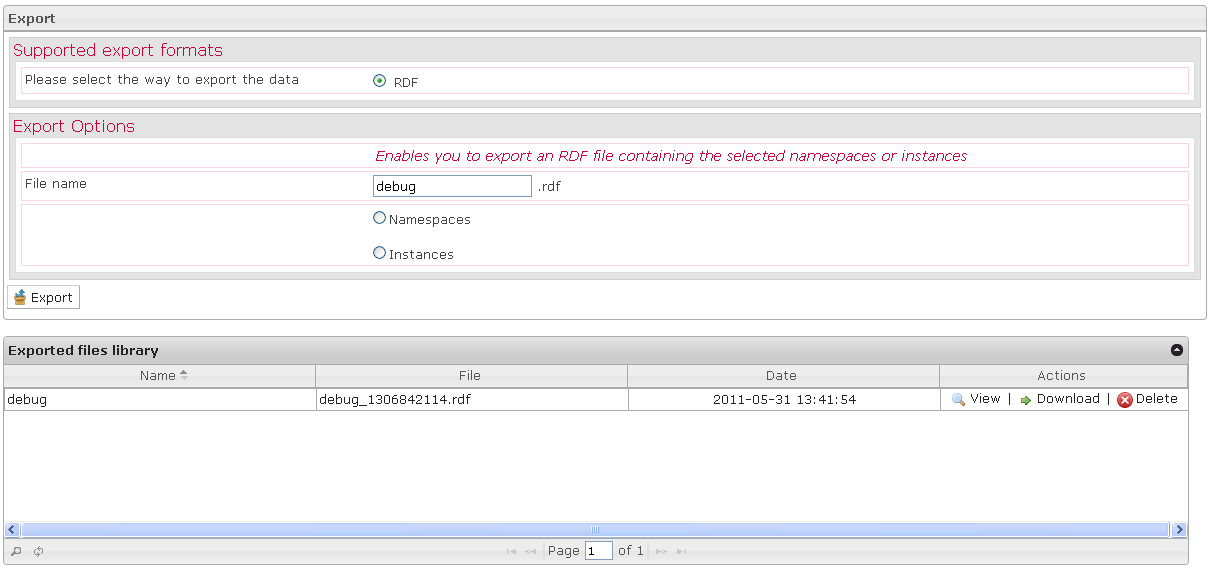 Export
Supported export formats
Please select the way to export the data RDF
Export Options
Enables you to export an RDF file containing the selected namespaces or instances
File name debug .rdf
Namespaces
Instances
Export
Exported files library
Name File Date Actions
debug debug_1306842114.rdf 2011-05-31 13:41:54 View | Download | Delete
Page 1 of 1